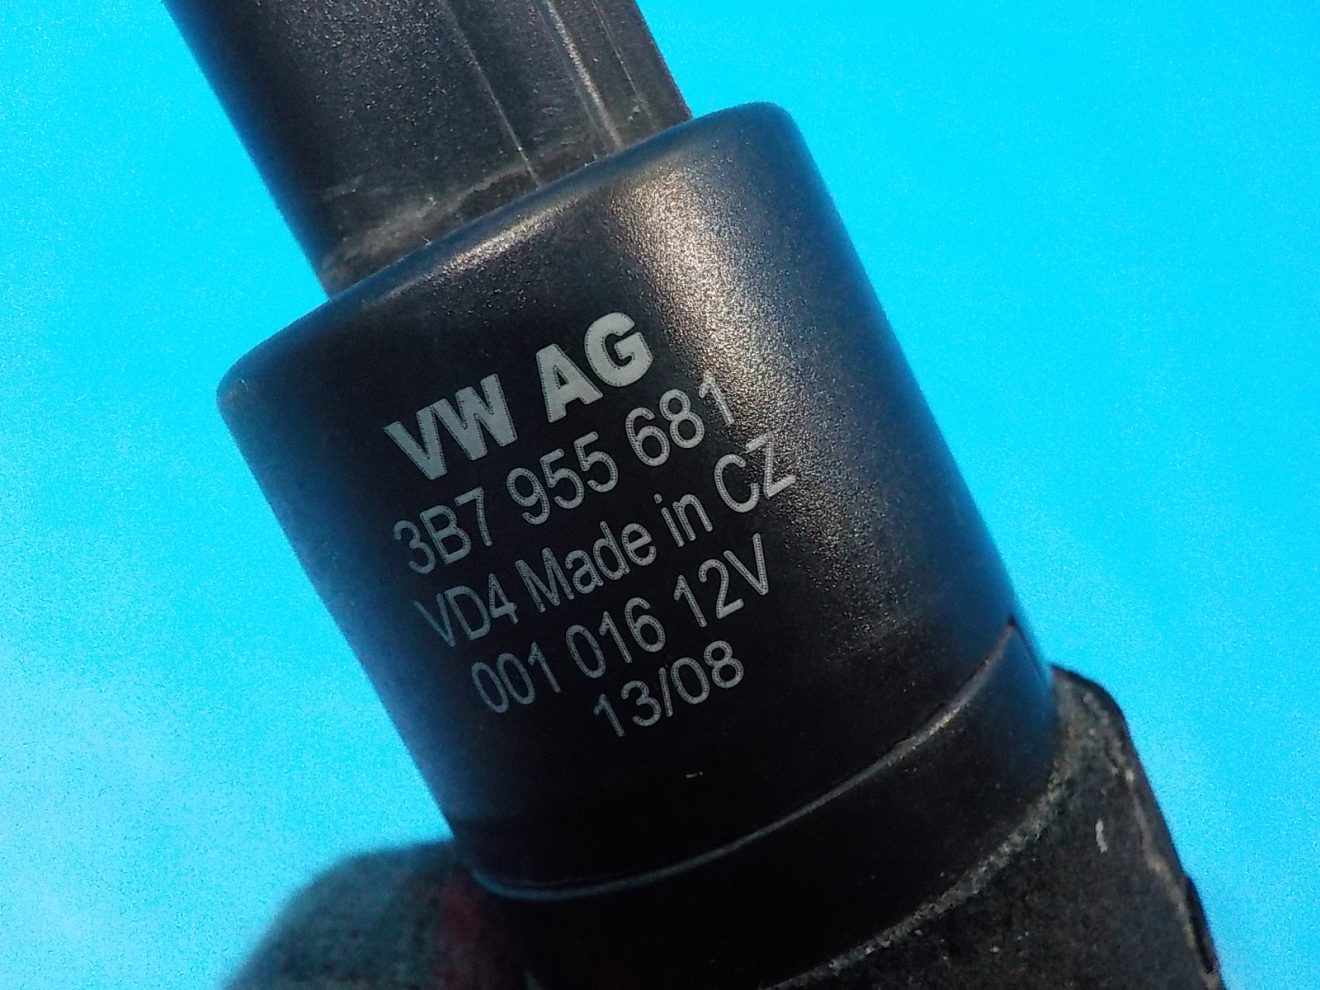 VW AG
3B7 955 681
VD4 Made in CZ
001 016 12V
13/08